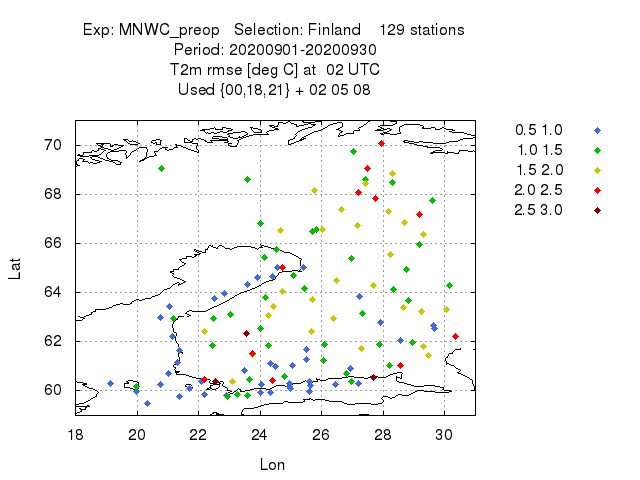 Exp: MNWC_preop   Selection: Finland    129 stations
Period: 20200901-20200930
T2m rmse [deg C] at  02 UTC
Used {00,18,21} + 02 05 08
0.5 1.0
1.0 1.5
1.5 2.0
2.0 2.5
2.5 3.0
70
68
66
64
62
60
Lat
18 20 22 24 26 28 30
Lon